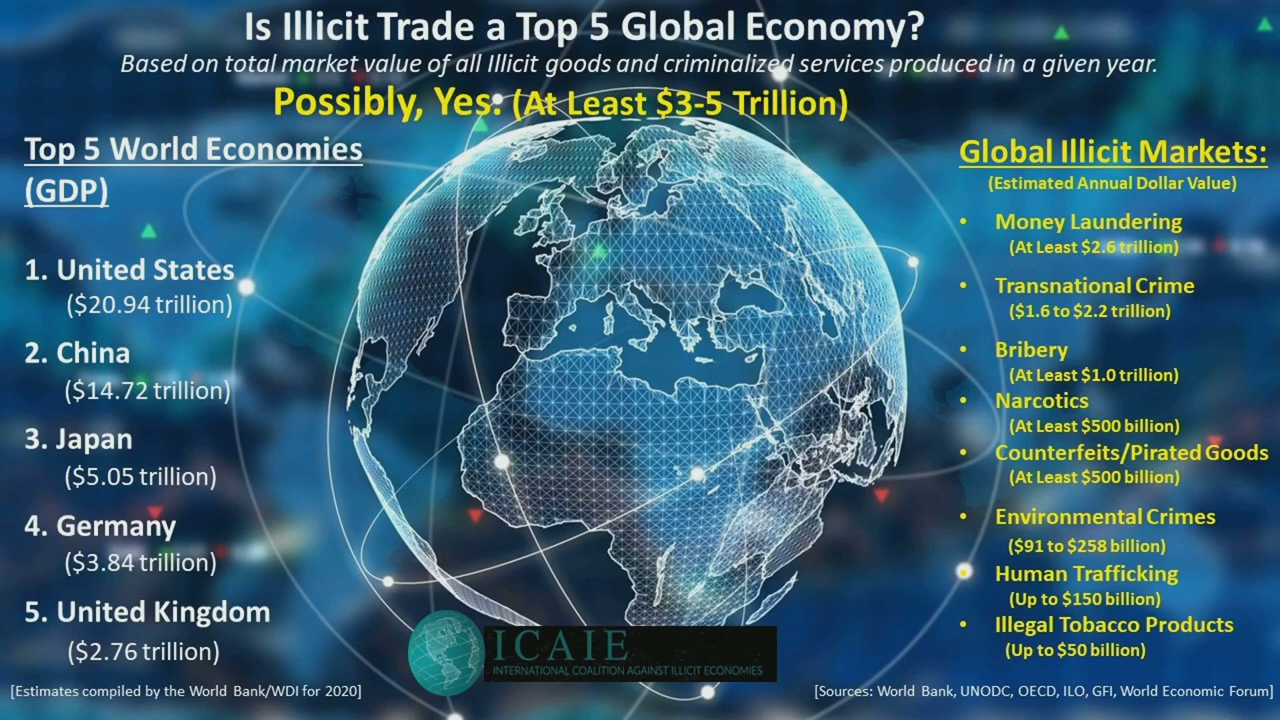 Is Illicit Trade a Top 5 Global Economy?
Based on total market value of all Illicit goods and criminalized services produced in a given year.
Possibly, Yes. (At Least $3-5 Trillion)
Top 5 World Economies
(GDP)
1. United States
($20.94 trillion)
2. China
($14.72 trillion)
3. Japan
($5.05 trillion)
4. Germany
($3.84 trillion)
5. United Kingdom
($2.76 trillion)
[Estimates compiled by the World Bank/WDI for 2020]
Global Illicit Markets:
(Estimated Annual Dollar Value)
• Money Laundering
(At Least $2.6 trillion)
• Transnational Crime
($1.6 to $2.2 trillion)
• Bribery
(At Least $1.0 trillion)
• Narcotics
(At Least $500 billion)
• Counterfeits/Pirated Goods
(At Least $500 billion)
• Environmental Crimes
($91 to $258 billion)
• Human Trafficking
(Up to $150 billion)
• Illegal Tobacco Products
(Up to $50 billion)
[Sources: World Bank, UNODC, OECD, ILO, GFI, World Economic Forum]
ICAIE
INTERNATIONAL COALITION AGAINST ILLICIT ECONOMIES